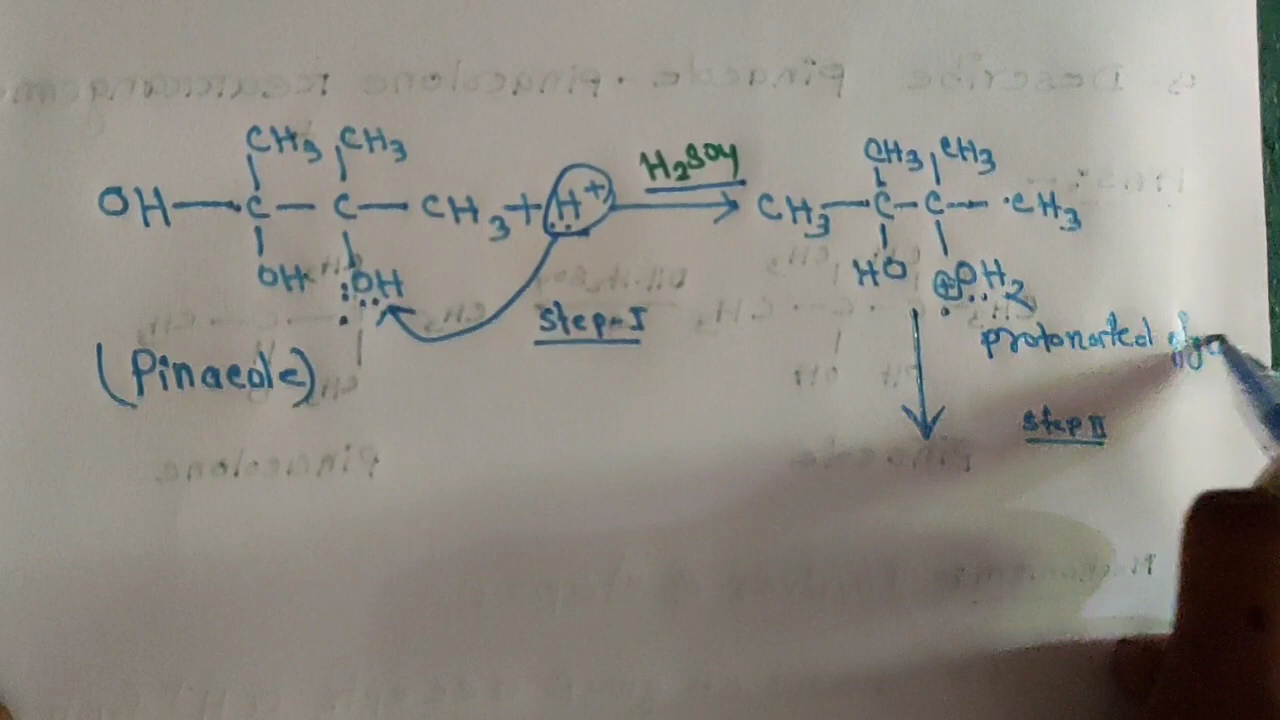 CH3 CH3
OH—C—C—CH3+H+ H2SO4 →
OH :OH
(Pinacole)
Step-I
CH3 CH3
CH3—C—C—CH3
HO ⊕OH2
protonated
step II